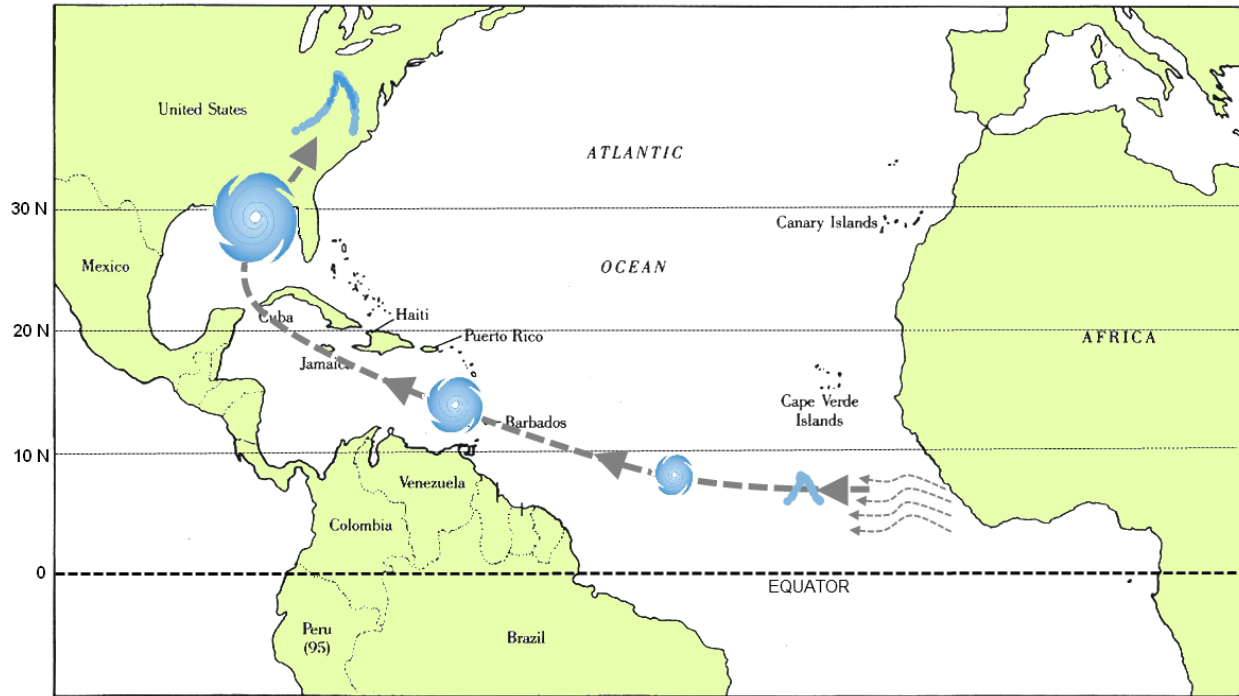 United States
ATLANTIC
30 N
Canary Islands
Mexico
OCEAN
Haiti
Cuba
20 N
Puerto Rico
AFRICA
Jamaica
Cape Verde
Islands
Barbados
10 N
Venezuela
Colombia
0
EQUATOR
Peru
(95)
Brazil